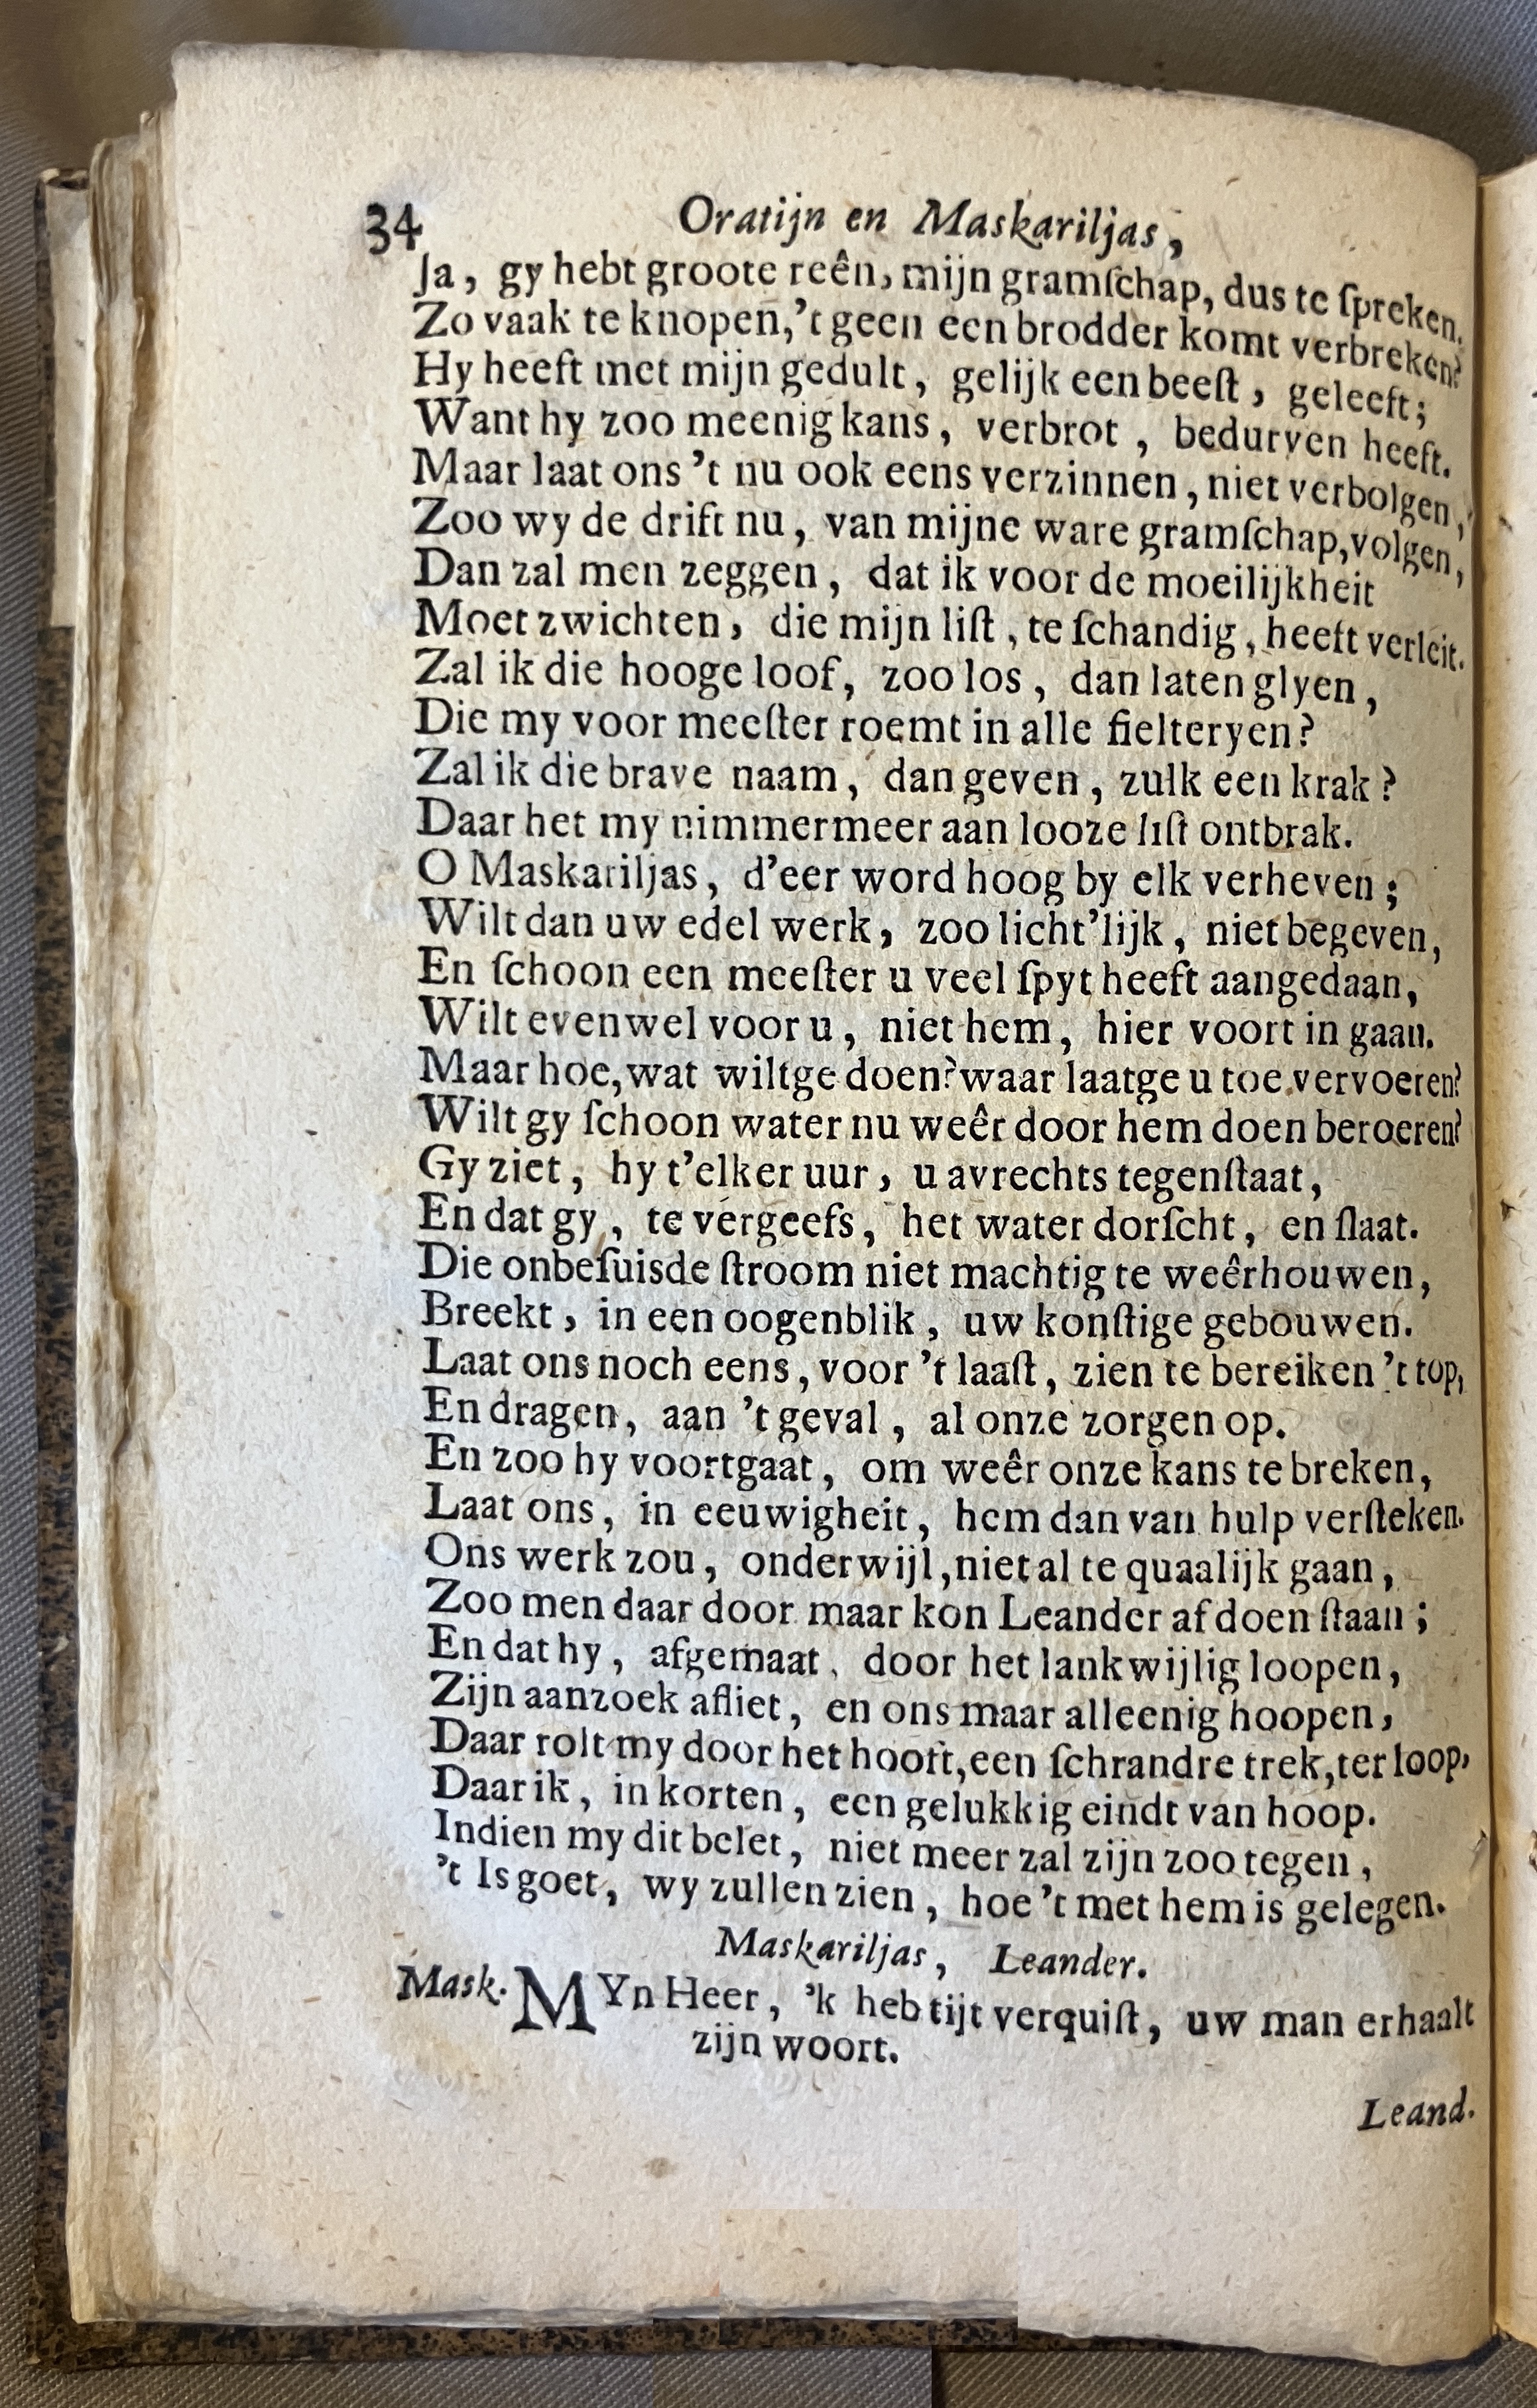 34 Oratijn en Maskariljas,
Ja, gy hebt groote reên, mijn gramſchap, dus te ſpreken.
Zo vaak te knopen,'t geen een brodder komt verbreken?
Hy heeft met mijn gedult, gelijk een beeſt, geleeft;
Want hy zoo meenig kans, verbrot, bedurven heeft.
Maar laat ons 't nu ook eens verzinnen, niet verbolgen,
Zoo wy de drift nu, van mijne ware gramſchap, volgen,
Dan zal men zeggen, dat ik voor de moeilijkheit
Moet zwichten, die mijn liſt, te ſchandig, heeft verleit.
Zal ik die hooge loof, zoo los, dan laten glyen,
Die my voor meeſter roemt in alle fielteryen?
Zal ik die brave naam, dan geven, zulk een krak?
Daar het my nimmermeer aan looze liſt ontbrak.
O Maskariljas, d'eer word hoog by elk verheven;
Wilt dan uw edel werk, zoo licht'lijk, niet begeven,
En ſchoon een meeſter u veel ſpyt heeft aangedaan,
Wilt evenwel voor u, niet hem, hier voort in gaan.
Maar hoe, wat wiltge doen? waar laatge u toe vervoeren?
Wilt gy ſchoon water nu weêr door hem doen beroeren?
Gy ziet, hy t'elker uur, u avrechts tegenſtaat,
En dat gy, te vergeefs, het water dorſcht, en ſlaat.
Die onbeſuisde ſtroom niet machtig te weêrhouwen,
Breekt, in een oogenblik, uw konſtige gebouwen.
Laat ons noch eens, voor 't laaſt, zien te bereiken 't top,
En dragen, aan 't geval, al onze zorgen op.
En zoo hy voortgaat, om weêr onze kans te breken,
Laat ons, in eeuwigheit, hem dan van hulp verſteken.
Ons werk zou, onderwijl, niet al te quaalijk gaan,
Zoo men daar door maar kon Leander af doen ſtaan;
En dat hy, afgemaat, door het lankwijlig loopen,
Zijn aanzoek afliet, en ons maar alleenig hoopen,
Daar rolt my door het hooft, een ſchrandre trek, ter loop,
Daar ik, in korten, een gelukkig eindt van hoop.
Indien my dit belet, niet meer zal zijn zoo tegen,
't Is goet, wy zullen zien, hoe 't met hem is gelegen.
Maskariljas, Leander.
Mask. MYn Heer, 'k heb tijt verquiſt, uw man erhaalt
zijn woort.
Leand.